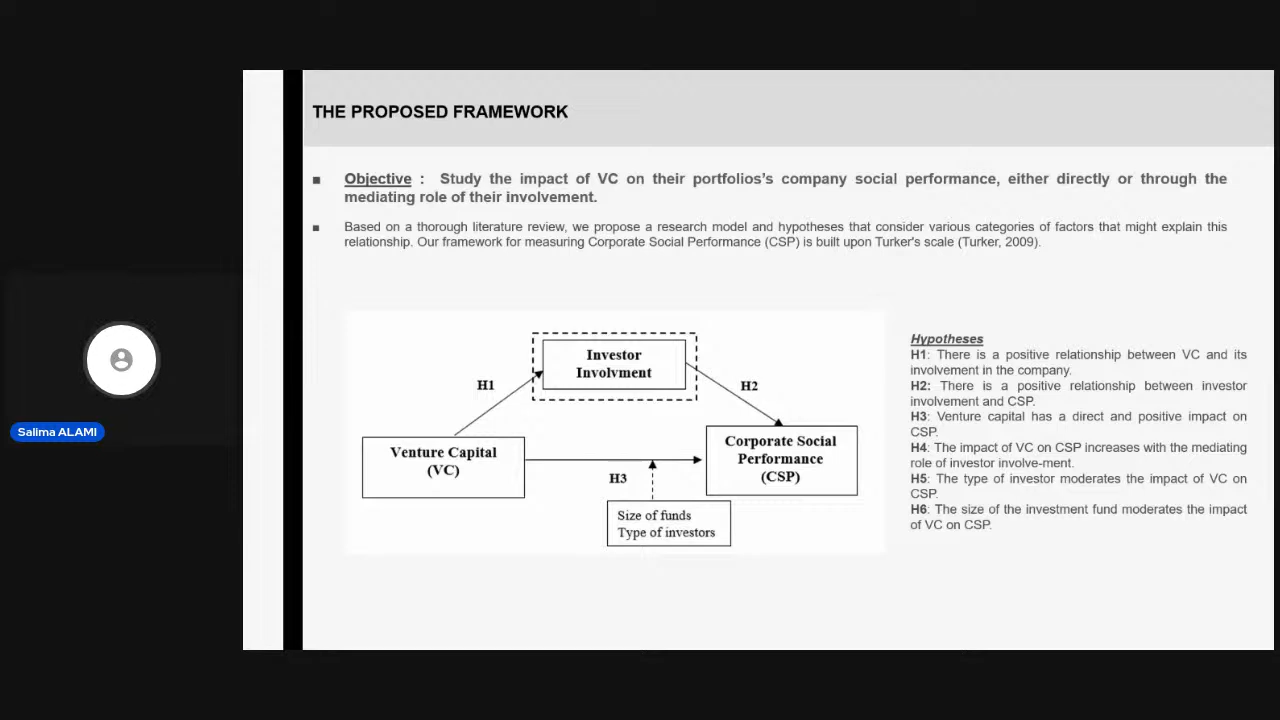 THE PROPOSED FRAMEWORK
■ Objective : Study the impact of VC on their portfolios's company social performance, either directly or through the
mediating role of their involvement.
■ Based on a thorough literature review, we propose a research model and hypotheses that consider various categories of factors that might explain this
relationship. Our framework for measuring Corporate Social Performance (CSP) is built upon Turker's scale (Turker, 2009).
Investor
Involvment
H1
H2
Venture Capital
(VC)
Corporate Social
Performance
(CSP)
H3
Size of funds
Type of investors
Hypotheses
H1: There is a positive relationship between VC and its
involvement in the company.
H2: There is a positive relationship between investor
involvement and CSP.
H3: Venture capital has a direct and positive impact on
CSP.
H4: The impact of VC on CSP increases with the mediating
role of investor involve-ment.
H5: The type of investor moderates the impact of VC on
CSP.
H6: The size of the investment fund moderates the impact
of VC on CSP.
Salima ALAMI